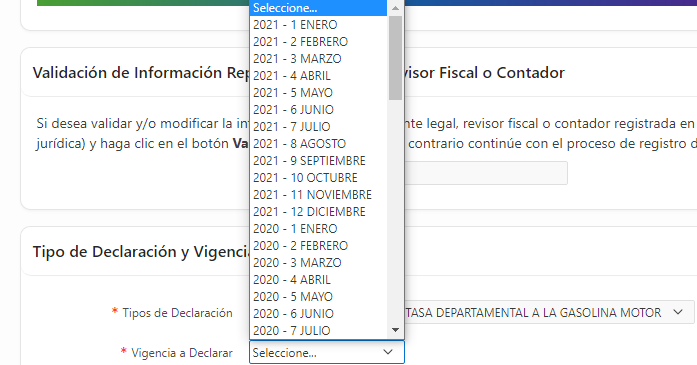 Seleccione...
2021 - 1 ENERO
2021 - 2 FEBRERO
2021 - 3 MARZO
2021 - 4 ABRIL
2021 - 5 MAYO
2021 - 6 JUNIO
2021 - 7 JULIO
2021 - 8 AGOSTO
2021 - 9 SEPTIEMBRE
2021 - 10 OCTUBRE
2021 - 11 NOVIEMBRE
2021 - 12 DICIEMBRE
2020 - 1 ENERO
2020 - 2 FEBRERO
2020 - 3 MARZO
2020 - 4 ABRIL
2020 - 5 MAYO
2020 - 6 JUNIO
2020 - 7 JULIO
Validación de Información Rep visor Fiscal o Contador
Si desea validar y/o modificar la in nte legal, revisor fiscal o contador registrada en
jurídica) y haga clic en el botón Va contrario continúe con el proceso de registro d
Tipo de Declaración y Vigenci
* Tipos de Declaración TASA DEPARTAMENTAL A LA GASOLINA MOTOR
* Vigencia a Declarar Seleccione...